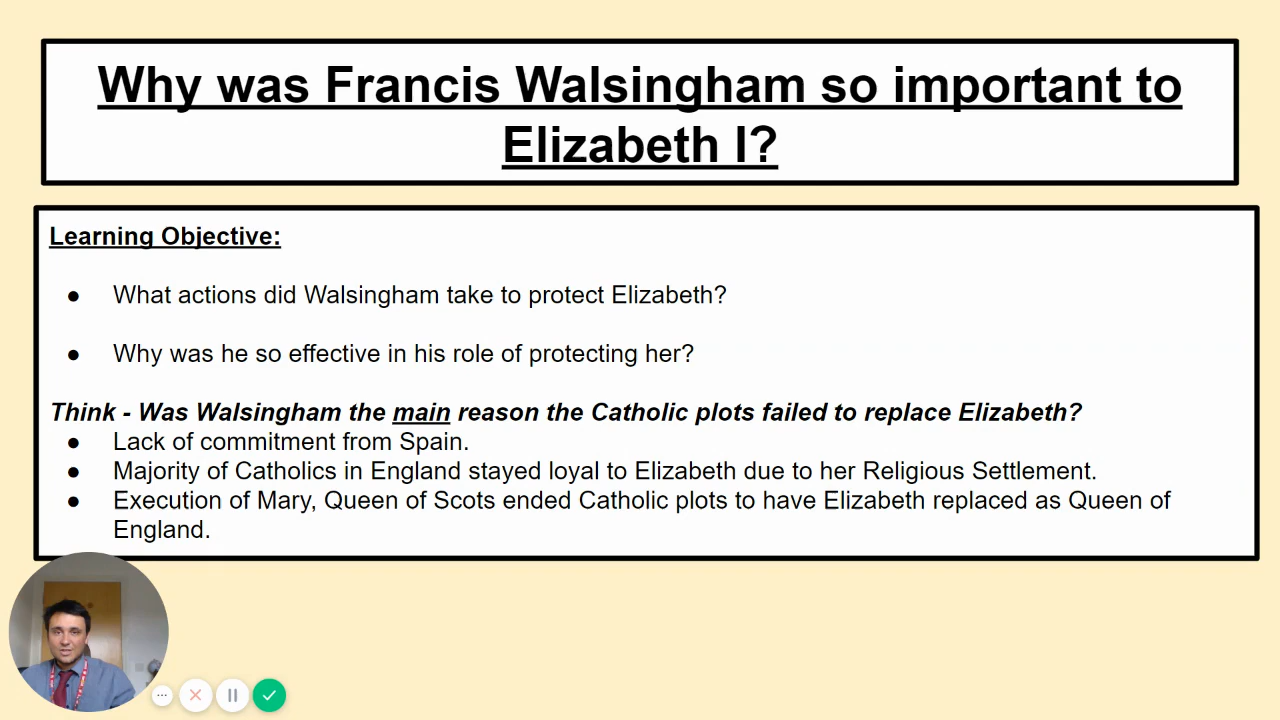 Why was Francis Walsingham so important to
Elizabeth I?
Learning Objective:
● What actions did Walsingham take to protect Elizabeth?
● Why was he so effective in his role of protecting her?
Think - Was Walsingham the main reason the Catholic plots failed to replace Elizabeth?
● Lack of commitment from Spain.
● Majority of Catholics in England stayed loyal to Elizabeth due to her Religious Settlement.
● Execution of Mary, Queen of Scots ended Catholic plots to have Elizabeth replaced as Queen of
England.